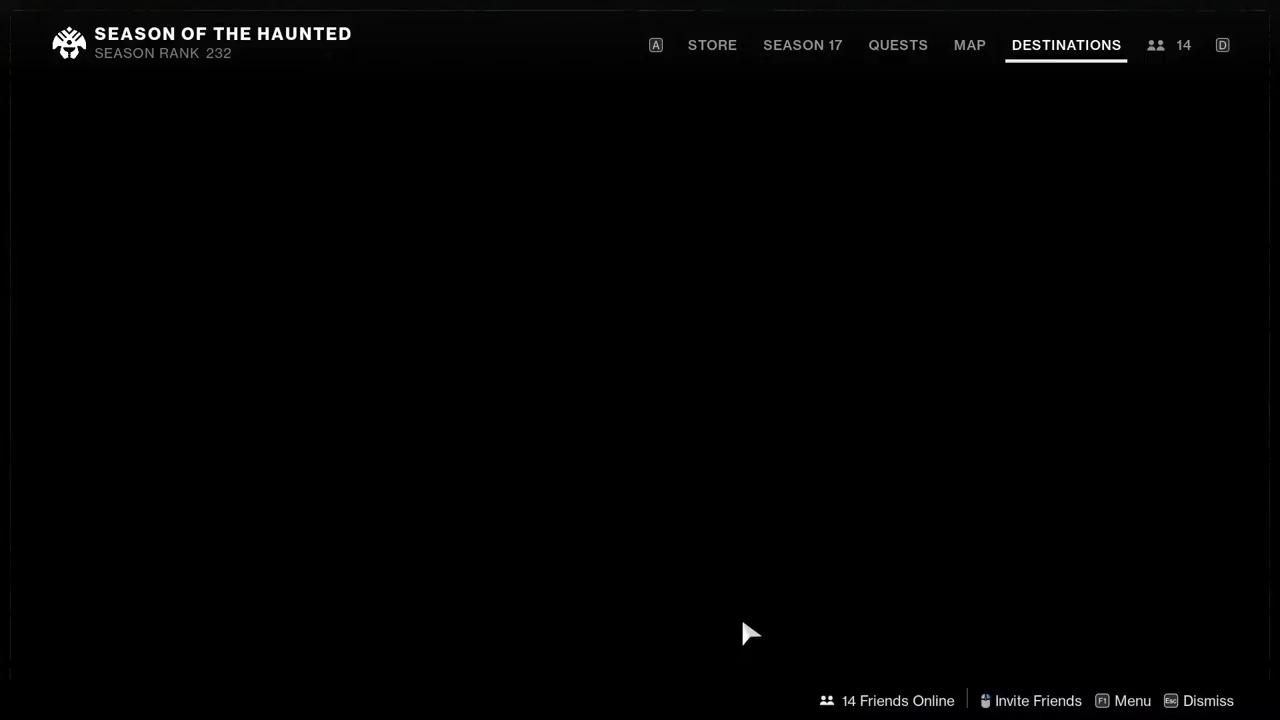 SEASON OF THE HAUNTED
SEASON RANK 232
A STORE SEASON 17 QUESTS MAP DESTINATIONS 14 D
14 Friends Online Invite Friends F1 Menu Esc Dismiss